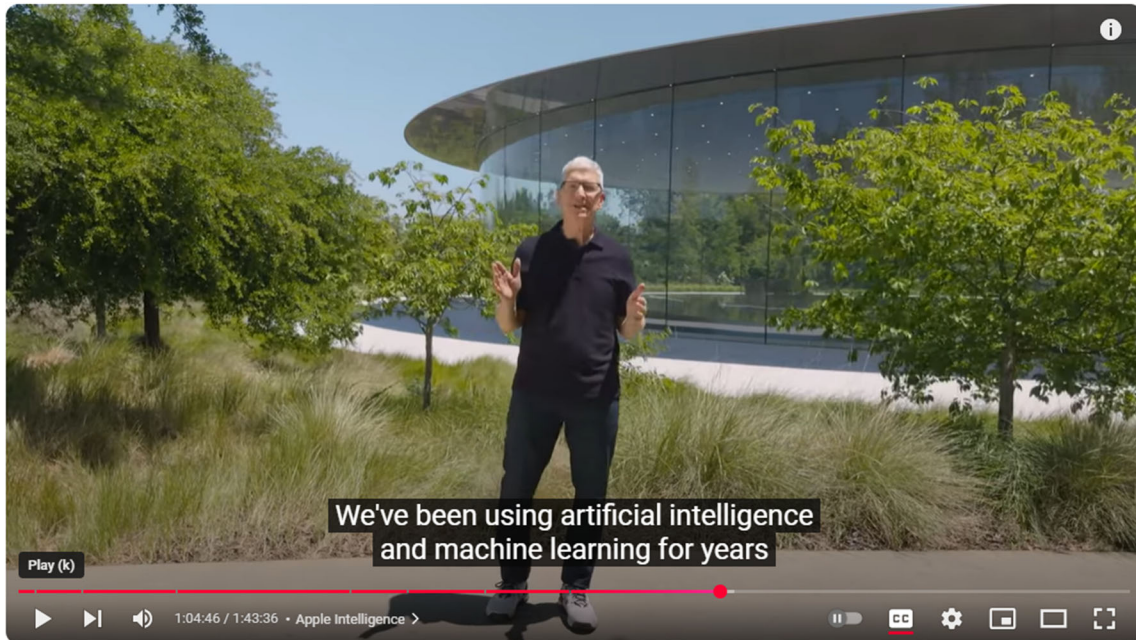 We've been using artificial intelligence
and machine learning for years
Play (k)
1:04:46 / 1:43:36 • Apple Intelligence >
CC